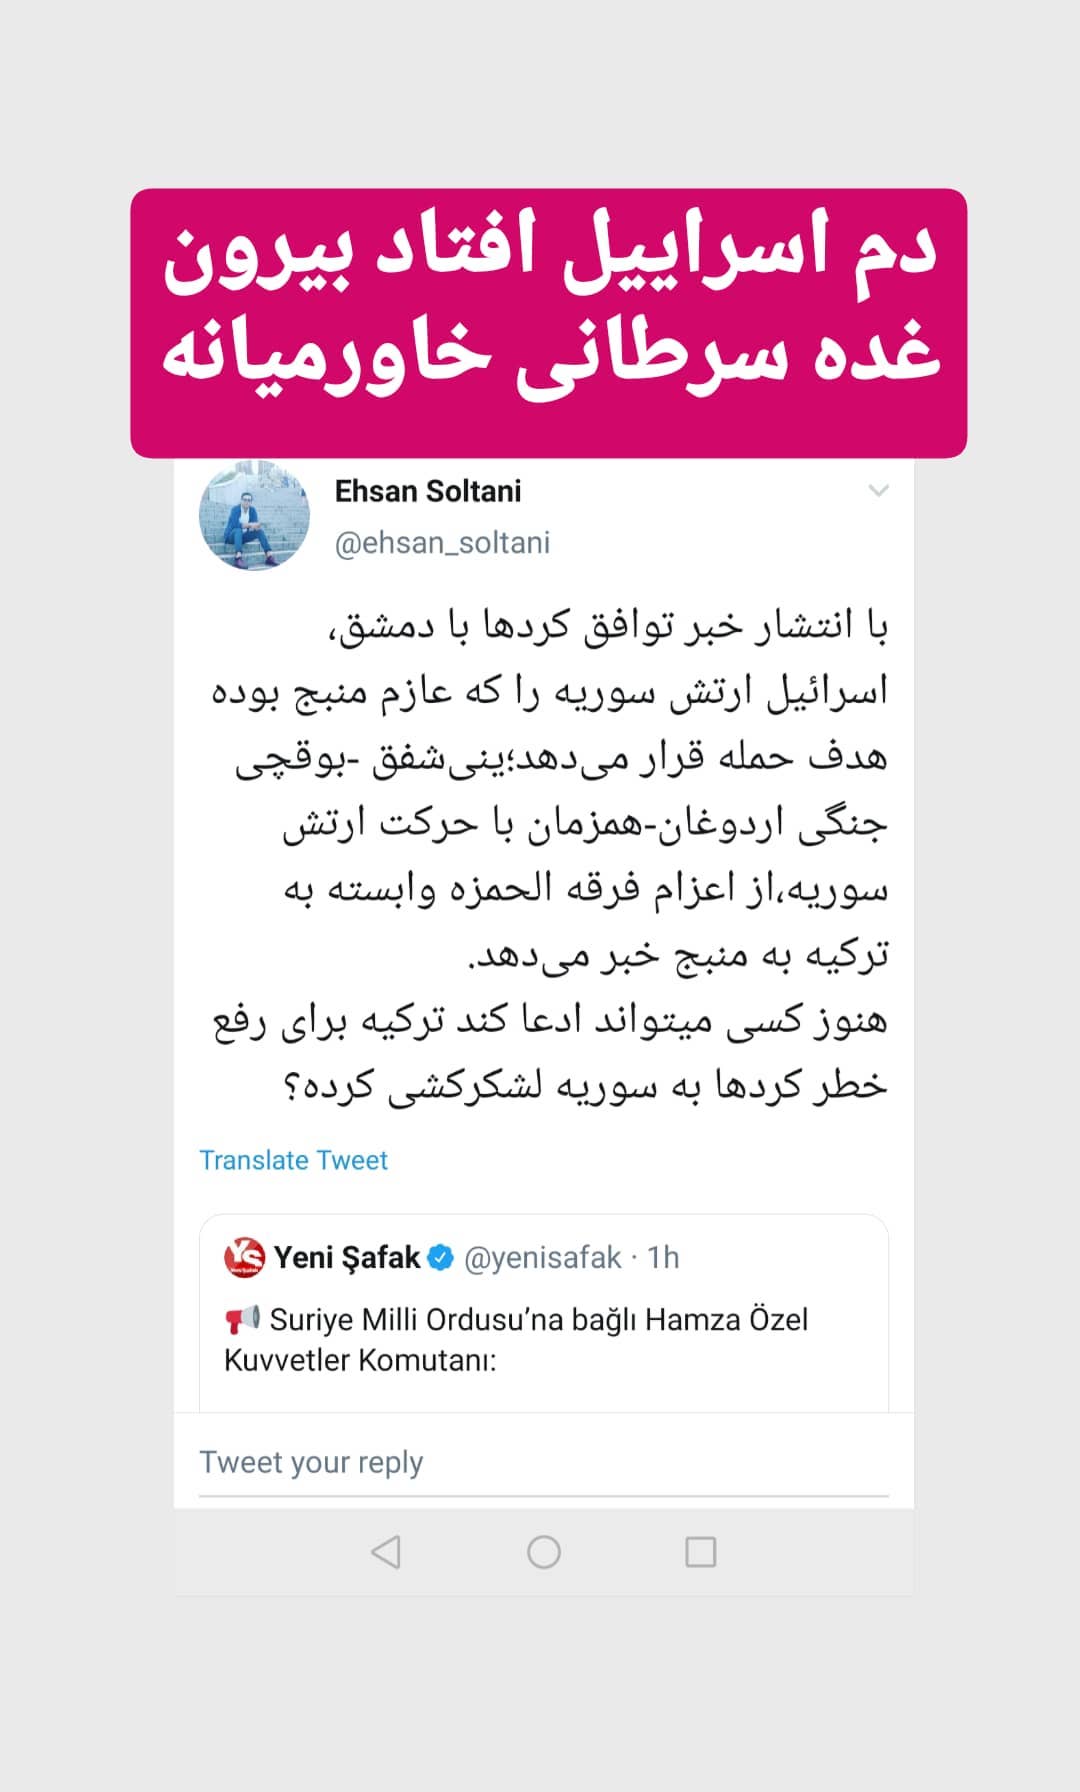 دم اسراییل افتاد بیرون
غده سرطانی خاورمیانه
Ehsan Soltani
@ehsan_soltani
با انتشار خبر توافق کردها با دمشق،
اسرائیل ارتش سوریه را که عازم منبج بوده
هدف حمله قرار می‌دهد؛ینی‌شفق -بوقچی
جنگی اردوغان-همزمان با حرکت ارتش
سوریه،از اعزام فرقه الحمزه وابسته به
ترکیه به منبج خبر می‌دهد.
هنوز کسی میتواند ادعا کند ترکیه برای رفع
خطر کردها به سوریه لشکرکشی کرده؟
Translate Tweet
Yeni Şafak @yenisafak · 1h
Suriye Milli Ordusu’na bağlı Hamza Özel
Kuvvetler Komutanı:
Tweet your reply